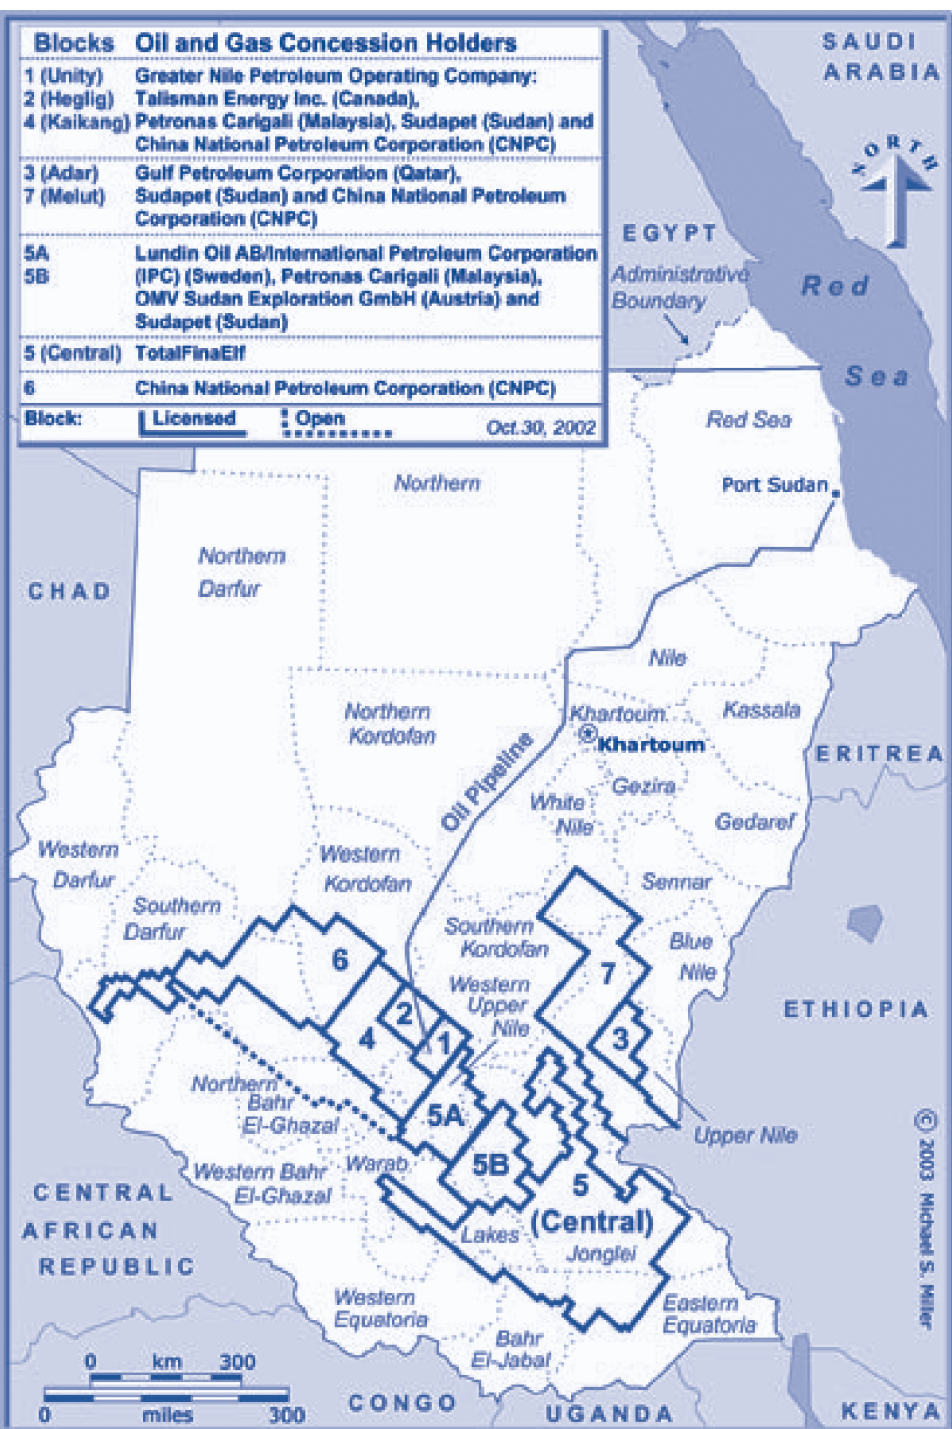 Blocks Oil and Gas Concession Holders
1 (Unity) Greater Nile Petroleum Operating Company:
2 (Heglig) Talisman Energy Inc. (Canada),
4 (Kaikang) Petronas Carigali (Malaysia), Sudapet (Sudan) and
China National Petroleum Corporation (CNPC)
3 (Adar) Gulf Petroleum Corporation (Qatar),
7 (Melut) Sudapet (Sudan) and China National Petroleum
Corporation (CNPC)
5A Lundin Oil AB/International Petroleum Corporation
5B (IPC) (Sweden), Petronas Carigali (Malaysia),
OMV Sudan Exploration GmbH (Austria) and
Sudapet (Sudan)
5 (Central) TotalFinaElf
6 China National Petroleum Corporation (CNPC)
Block: Licensed Open Oct.30, 2002
SAUDI
ARABIA
NORTH
EGYPT
Administrative
Boundary
Red
Sea
Red Sea
Port Sudan
Northern
Northern
Darfur
CHAD
Nile
Northern
Kordofan
Khartoum
Khartoum
Kassala
ERITREA
Oil Pipeline
Gezira
White
Nile
Gedaref
Western
Darfur
Western
Kordofan
Sennar
Southern
Darfur
Southern
Kordofan
Blue
Nile
6
7
Western
Upper
Nile
ETHIOPIA
2
4
1
3
Northern
Bahr
El-Ghazal
5A
Upper Nile
Western Bahr
El-Ghazal
Warab
5B
5
(Central)
Lakes
Jonglei
CENTRAL
AFRICAN
REPUBLIC
Western
Equatoria
Eastern
Equatoria
Bahr
El-Jabal
© 2003 Michael S. Miller
0 km 300
0 miles 300
CONGO
UGANDA
KENYA